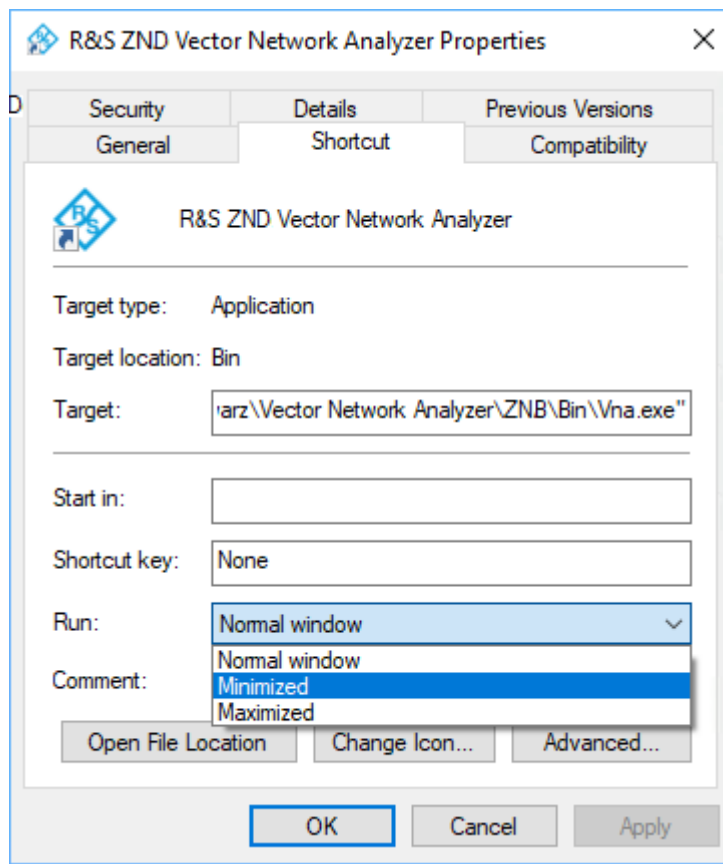 R&S ZND Vector Network Analyzer Properties
D
Security Details Previous Versions
General Shortcut Compatibility
R&S
R&S ZND Vector Network Analyzer
Target type: Application
Target location: Bin
Target: arz\Vector Network Analyzer\ZNB\Bin\Vna.exe"
Start in:
Shortcut key: None
Run: Normal window
Normal window
Comment: Minimized
Maximized
Open File Location Change Icon... Advanced...
OK Cancel Apply